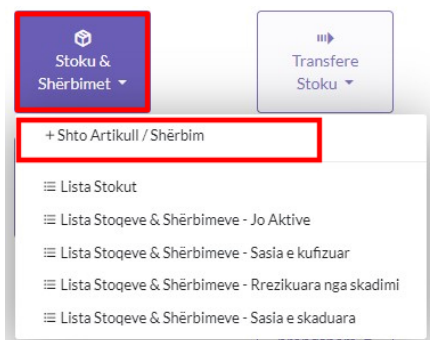 Stoku &
Shërbimet
Transfere
Stoku
+ Shto Artikull / Shërbim
Lista Stokut
Lista Stoqeve & Shërbimeve - Jo Aktive
Lista Stoqeve & Shërbimeve - Sasia e kufizuar
Lista Stoqeve & Shërbimeve - Rrezikuara nga skadimi
Lista Stoqeve & Shërbimeve - Sasia e skaduara